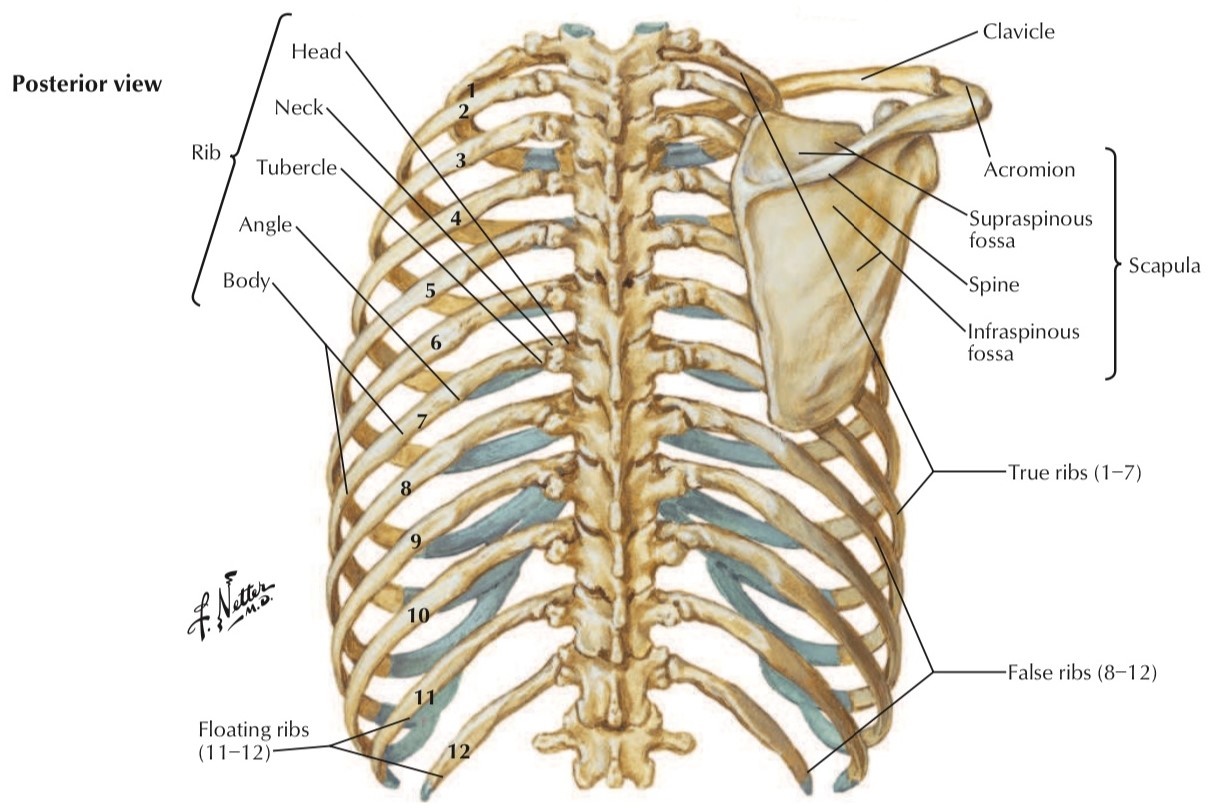 Posterior view
Rib
Head
Neck
Tubercle
Angle
Body
1
2
3
4
5
6
7
8
9
10
11
12
Floating ribs
(11–12)
Clavicle
Acromion
Supraspinous
fossa
Spine
Infraspinous
fossa
Scapula
True ribs (1–7)
False ribs (8–12)
F. Netter
M.D.